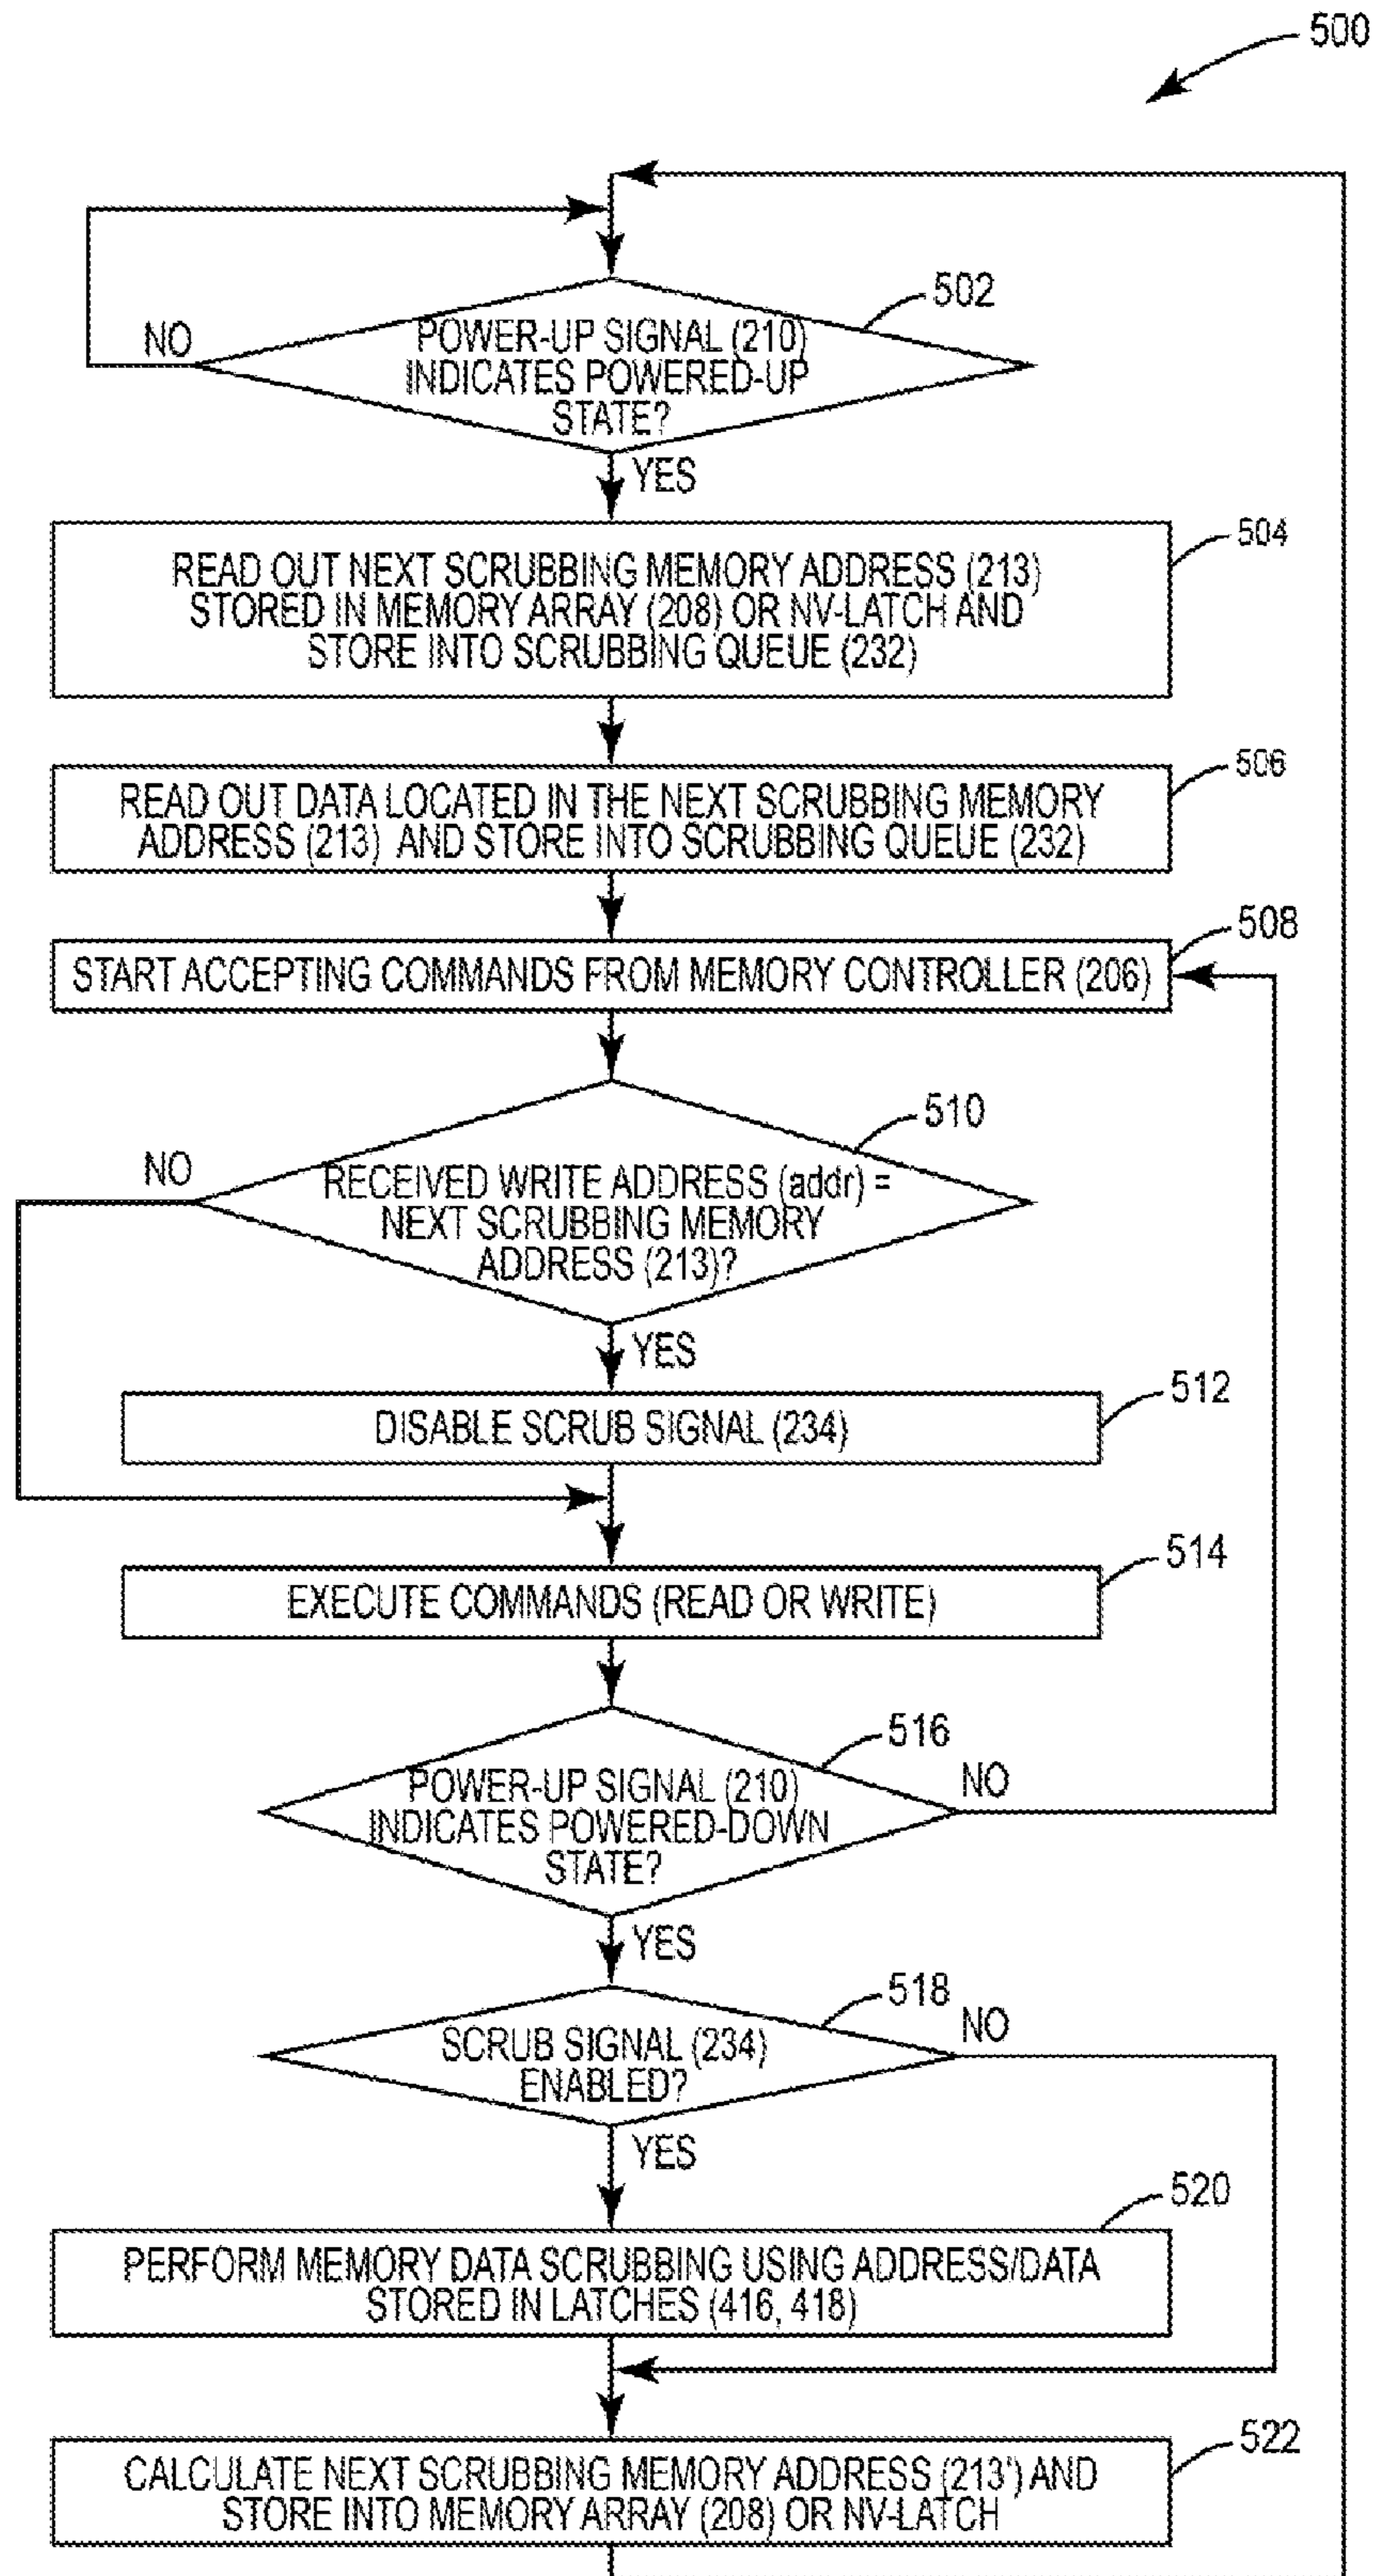 500
502
NO
POWER-UP SIGNAL (210)
INDICATES POWERED-UP
STATE?
YES
504
READ OUT NEXT SCRUBBING MEMORY ADDRESS (213)
STORED IN MEMORY ARRAY (208) OR NV-LATCH AND
STORE INTO SCRUBBING QUEUE (232)
506
READ OUT DATA LOCATED IN THE NEXT SCRUBBING MEMORY
ADDRESS (213) AND STORE INTO SCRUBBING QUEUE (232)
508
START ACCEPTING COMMANDS FROM MEMORY CONTROLLER (206)
510
NO
RECEIVED WRITE ADDRESS (addr) =
NEXT SCRUBBING MEMORY
ADDRESS (213)?
YES
512
DISABLE SCRUB SIGNAL (234)
514
EXECUTE COMMANDS (READ OR WRITE)
516
NO
POWER-UP SIGNAL (210)
INDICATES POWERED-DOWN
STATE?
YES
518
NO
SCRUB SIGNAL (234)
ENABLED?
YES
520
PERFORM MEMORY DATA SCRUBBING USING ADDRESS/DATA
STORED IN LATCHES (416, 418)
522
CALCULATE NEXT SCRUBBING MEMORY ADDRESS (213') AND
STORE INTO MEMORY ARRAY (208) OR NV-LATCH